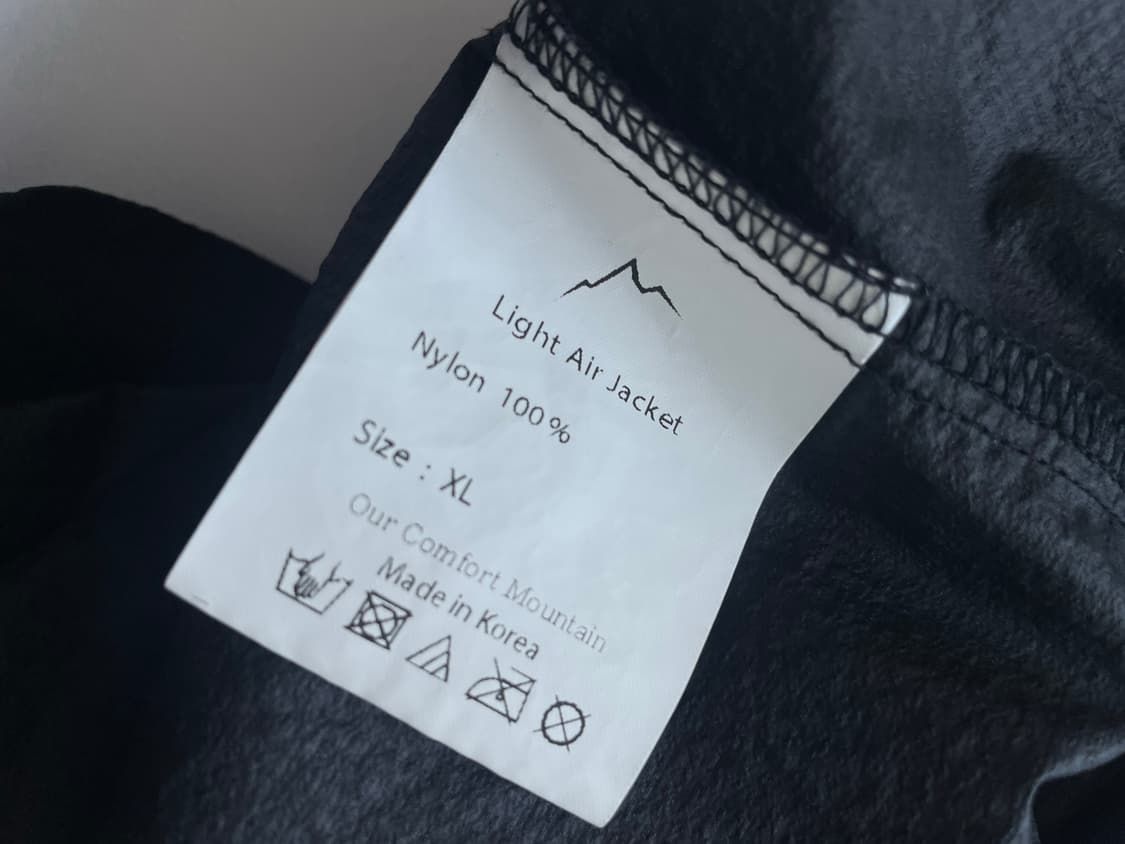 Light Air Jacket
Nylon 100%
Size : XL
Our Comfort Mountain
Made in Korea